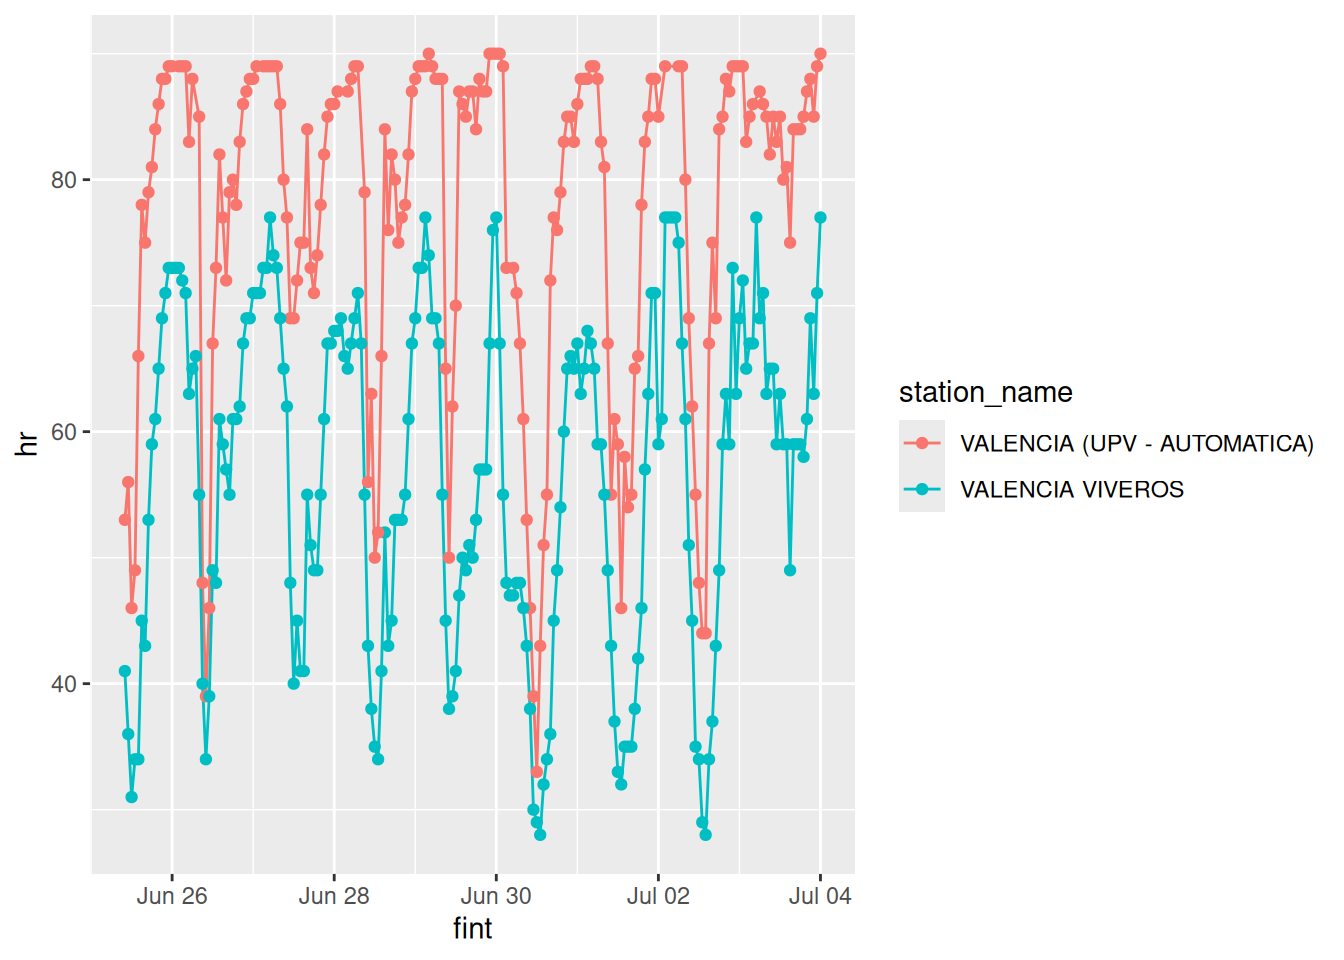 80
60
40
hr
Jun 26
Jun 28
Jun 30
Jul 02
Jul 04
fint
station_name
VALENCIA (UPV - AUTOMATICA)
VALENCIA VIVEROS